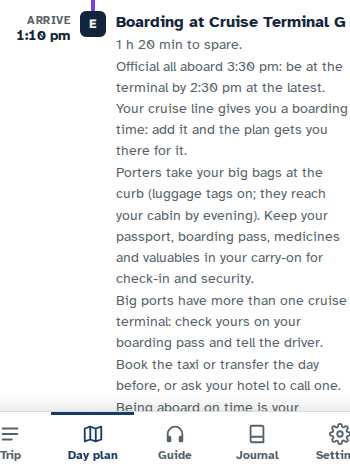 ARRIVE
1:10 pm
E
Boarding at Cruise Terminal G
1 h 20 min to spare.
Official all aboard 3:30 pm: be at the
terminal by 2:30 pm at the latest.
Your cruise line gives you a boarding
time: add it and the plan gets you
there for it.
Porters take your big bags at the
curb (luggage tags on; they reach
your cabin by evening). Keep your
passport, boarding pass, medicines
and valuables in your carry-on for
check-in and security.
Big ports have more than one cruise
terminal: check yours on your
boarding pass and tell the driver.
Book the taxi or transfer the day
before, or ask your hotel to call one.
Being aboard on time is your
Trip
Day plan
Guide
Journal
Settin